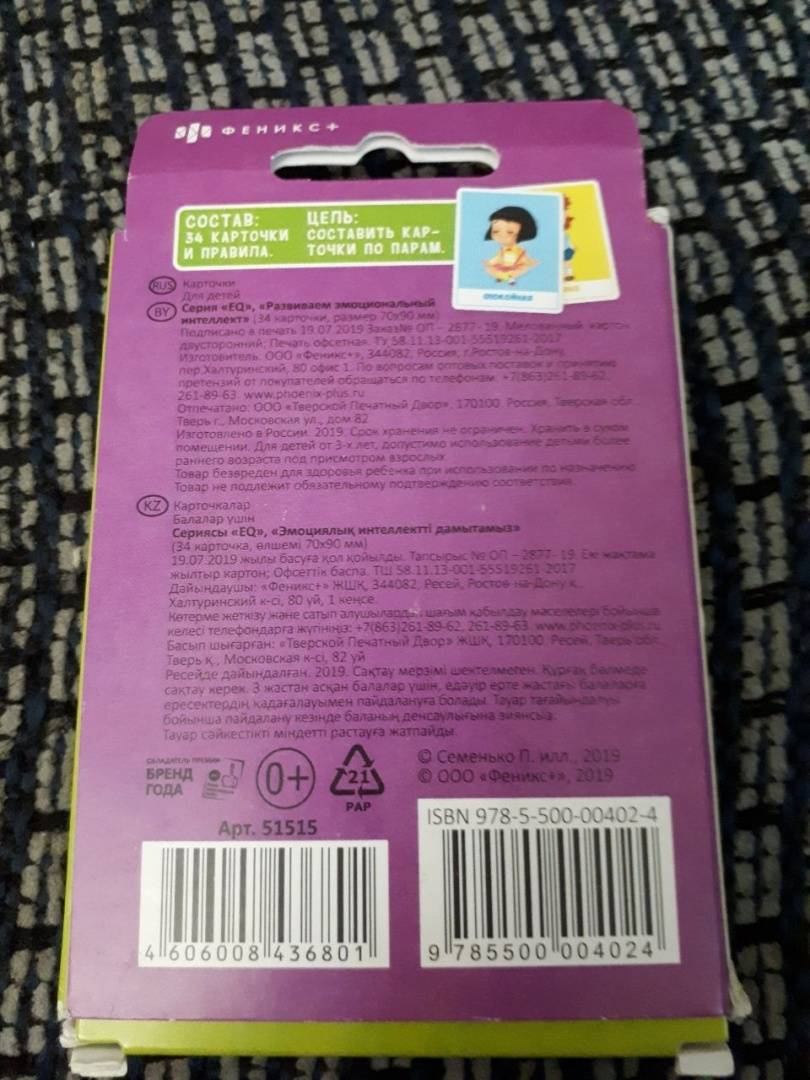 ФЕНИКС+
СОСТАВ:
34 КАРТОЧКИ
И ПРАВИЛА.
ЦЕЛЬ:
СОСТАВИТЬ КАР-
ТОЧКИ ПО ПАРАМ.
спокойная
RUS Карточки
Для детей
BY Серия «EQ», «Развиваем эмоциональный
интеллект» (34 карточки, размер 70х90 мм)
Подписано в печать 19.07.2019 Заказ№ ОП – 2877- 19. Мелованный картон
двусторонний; Печать офсетная. ТУ 58.11.13-001-55519261-2017
Изготовитель: ООО «Феникс+», 344082, Россия, г.Ростов-на-Дону,
пер.Халтуринский, 80 офис 1. По вопросам оптовых поставок и принятию
претензий от покупателей обращаться по телефонам: +7(863)261-89-62,
261-89-63 www.phoenix-plus.ru
Отпечатано: ООО «Тверской Печатный Двор». 170100. Россия, Тверская обл.
Тверь г., Московская ул., дом 82
Изготовлено в России. 2019. Срок хранения не ограничен. Хранить в сухом
помещении. Для детей от 3-х лет, допустимо использование детьми более
раннего возраста под присмотром взрослых.
Товар безвреден для здоровья ребенка при использовании по назначению
Товар не подлежит обязательному подтверждению соответствия.
KZ Карточкалар
Балалар үшін
Сериясы «EQ», «Эмоциялық интеллектті дамытамыз»
(34 карточка, өлшемі 70х90 мм)
19.07.2019 жылы басуға қол қойылды. Тапсырыс № ОП – 2877- 19. Екі жақтама
жылтыр картон; Офсеттік баспа. ТШ 58.11.13-001-55519261-2017
Дайындаушы: «Феникс+» ЖШҚ, 344082, Ресей, Ростов-на-Дону қ.,
Халтуринский к-сі, 80 үй, 1 кеңсе.
Көтерме жеткізу және сатып алушылардың шағым қабылдау мәселелері бойынша
келесі телефондарға жүгініңіз: +7(863)261-89-62, 261-89-63 www.phoenix-plus.ru
Басып шығарған: «Тверской Печатный Двор» ЖШҚ, 170100. Ресей, Тверь обл.,
Тверь қ., Московская к-сі, 82 үй
Ресейде дайындалған. 2019. Сақтау мерзімі шектелмеген. Құрғақ бөлмеде
сақтау керек. 3 жастан асқан балалар үшін, едәуір ерте жастағы балаларға
ересектердің қадағалауымен пайдалануға болады. Тауар тағайындалуы
бойынша пайдалану кезінде баланың денсаулығына зиянсыз.
Тауар сәйкестікті міндетті растауға жатпайды.
ОБЛАДАТЕЛЬ ПРЕМИИ
БРЕНД
ГОДА
0+
21
PAP
© Семенько П. илл., 2019
© ООО «Феникс+», 2019
Арт. 51515
ISBN 978-5-500-00402-4
4 606008 436801
9 785500 004024